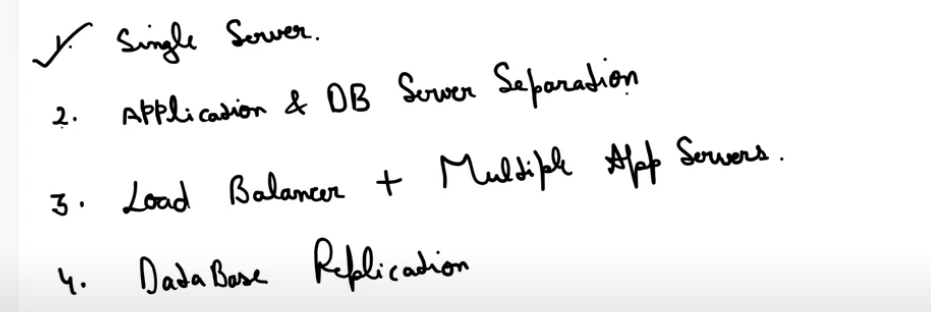 1. Single Server.
2. Application & DB Server Separation
3. Load Balancer + Multiple App Servers.
4. DataBase Replication